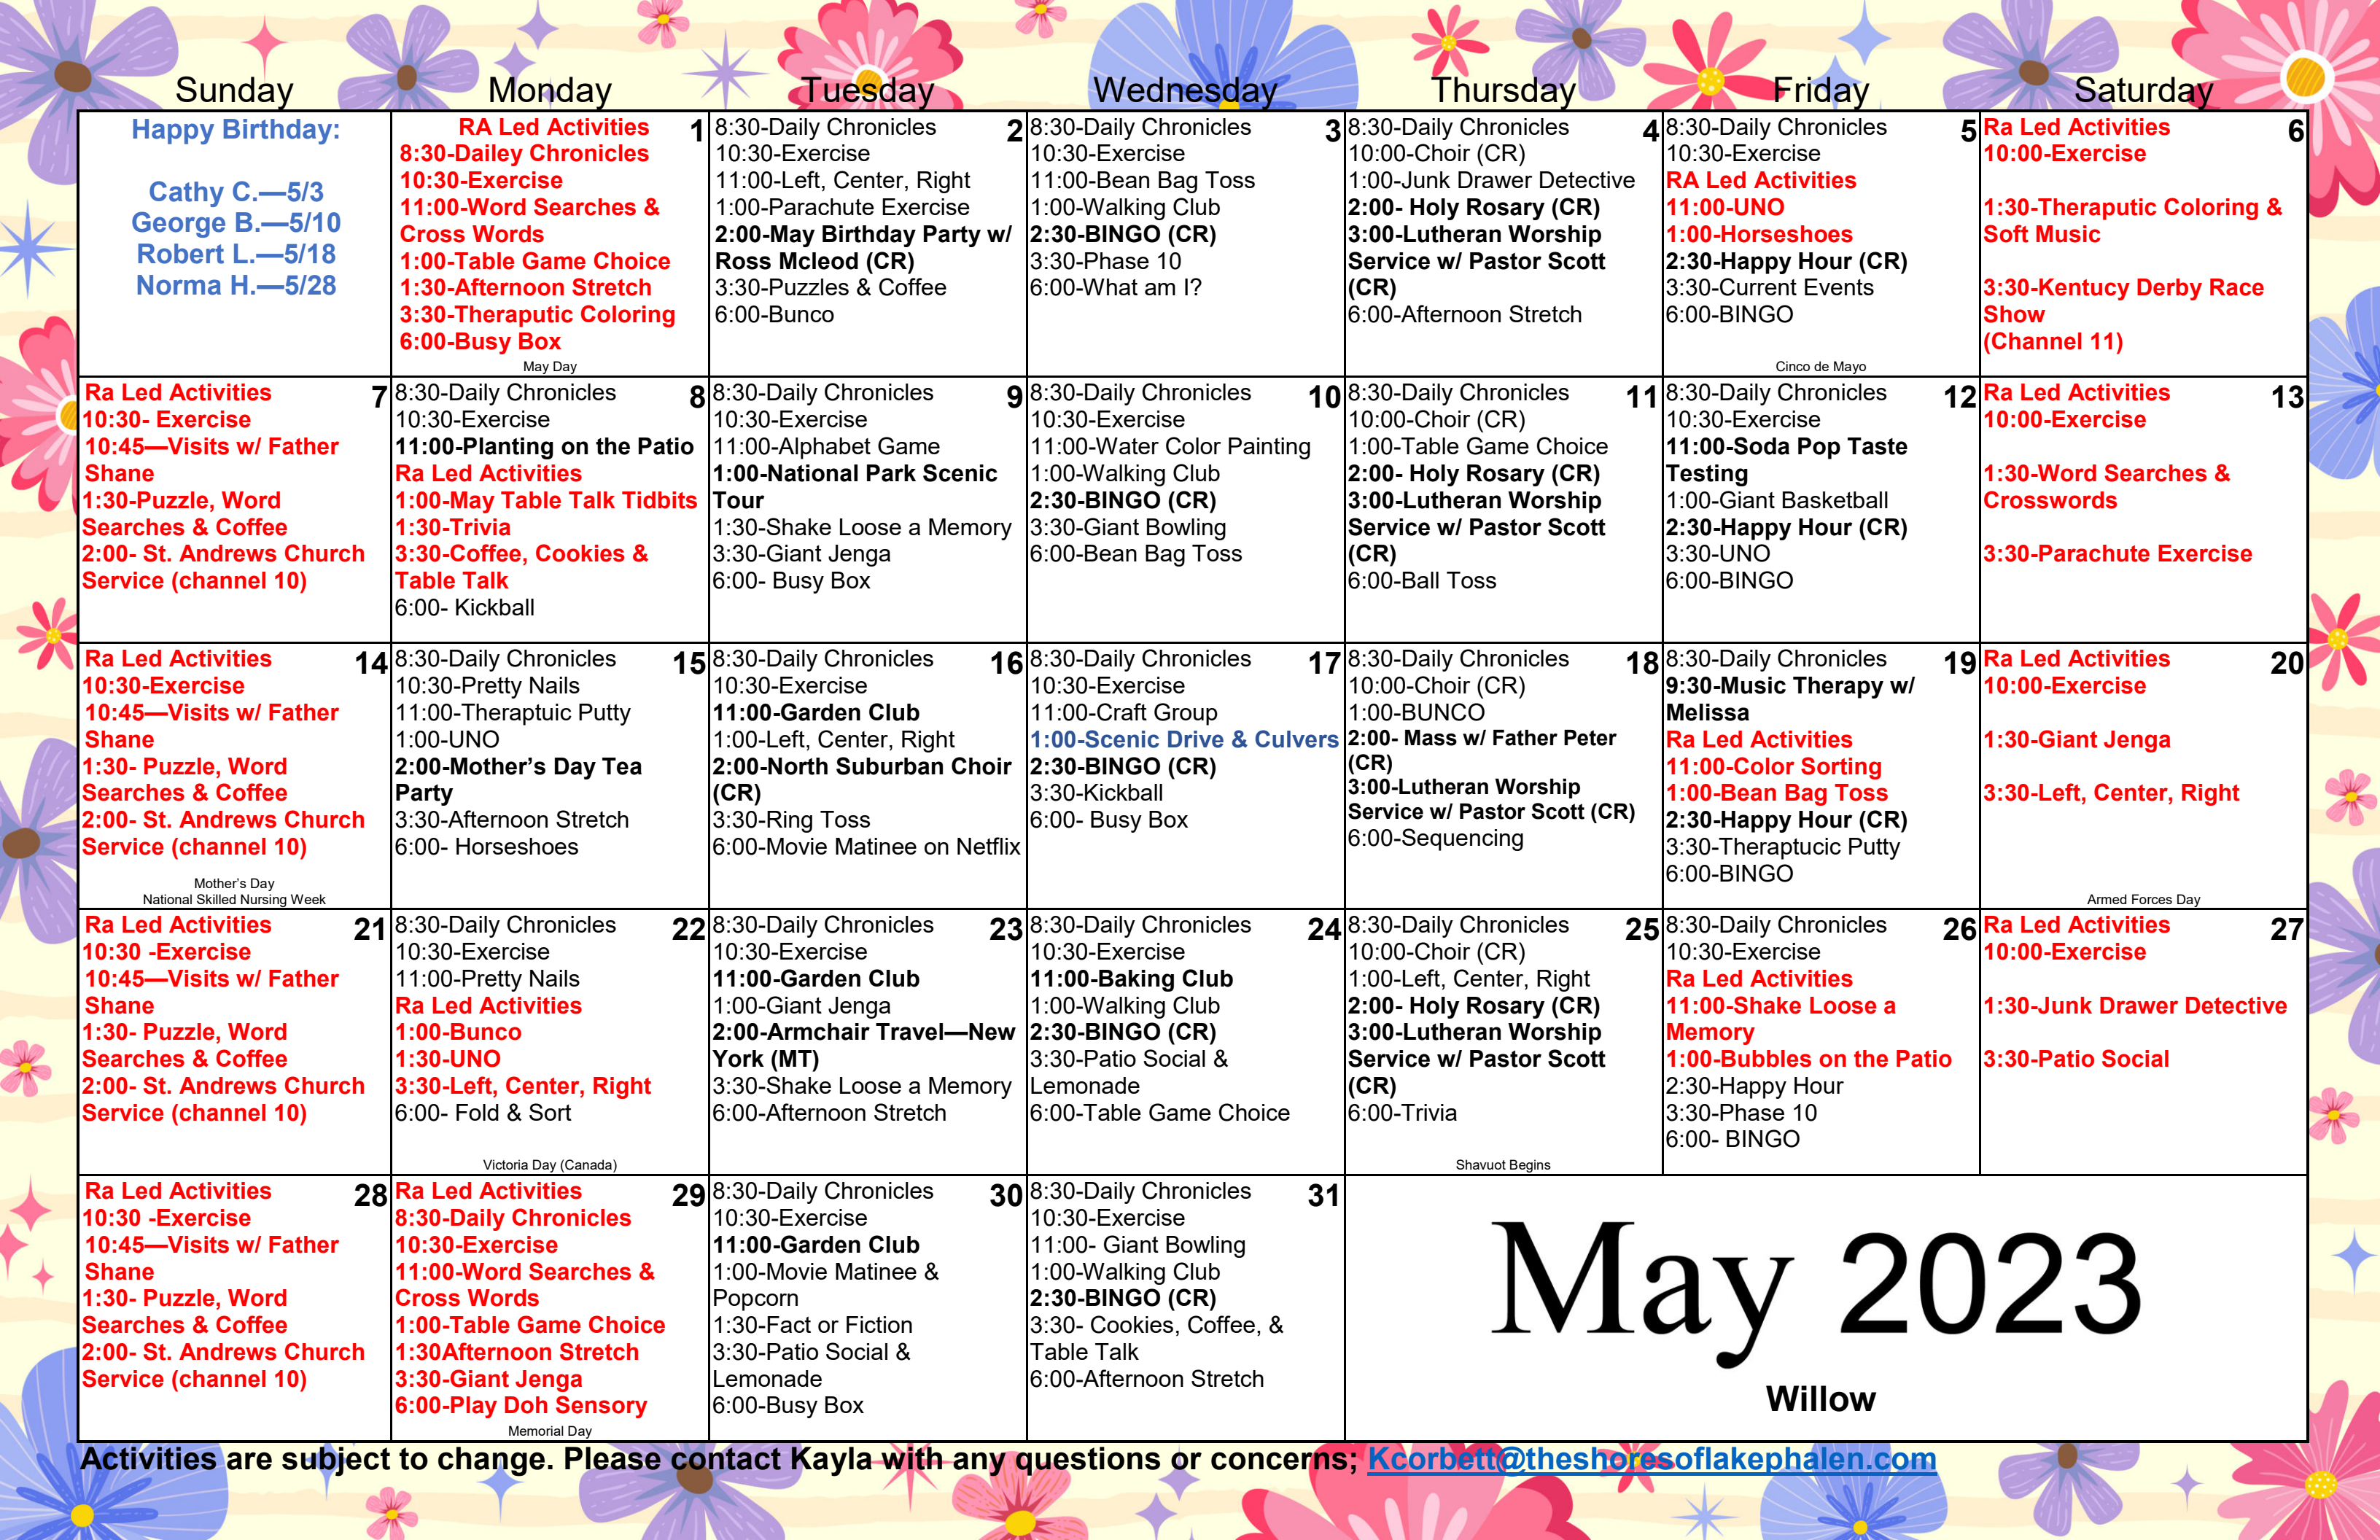 Sunday Monday Tuesday Wednesday Thursday Friday Saturday
Happy Birthday:
Cathy C.—5/3
George B.—5/10
Robert L.—5/18
Norma H.—5/28
RA Led Activities 1
8:30-Dailey Chronicles
10:30-Exercise
11:00-Word Searches &
Cross Words
1:00-Table Game Choice
1:30-Afternoon Stretch
3:30-Theraputic Coloring
6:00-Busy Box
May Day
8:30-Daily Chronicles 2
10:30-Exercise
11:00-Left, Center, Right
1:00-Parachute Exercise
2:00-May Birthday Party w/
Ross Mcleod (CR)
3:30-Puzzles & Coffee
6:00-Bunco
8:30-Daily Chronicles 3
10:30-Exercise
11:00-Bean Bag Toss
1:00-Walking Club
2:30-BINGO (CR)
3:30-Phase 10
6:00-What am I?
8:30-Daily Chronicles 4
10:00-Choir (CR)
1:00-Junk Drawer Detective
2:00- Holy Rosary (CR)
3:00-Lutheran Worship
Service w/ Pastor Scott
(CR)
6:00-Afternoon Stretch
8:30-Daily Chronicles 5
10:30-Exercise
RA Led Activities
11:00-UNO
1:00-Horseshoes
2:30-Happy Hour (CR)
3:30-Current Events
6:00-BINGO
Cinco de Mayo
Ra Led Activities 6
10:00-Exercise
1:30-Theraputic Coloring &
Soft Music
3:30-Kentucy Derby Race
Show
(Channel 11)
Ra Led Activities 7
10:30- Exercise
10:45—Visits w/ Father
Shane
1:30-Puzzle, Word
Searches & Coffee
2:00- St. Andrews Church
Service (channel 10)
8:30-Daily Chronicles 8
10:30-Exercise
11:00-Planting on the Patio
Ra Led Activities
1:00-May Table Talk Tidbits
1:30-Trivia
3:30-Coffee, Cookies &
Table Talk
6:00- Kickball
8:30-Daily Chronicles 9
10:30-Exercise
11:00-Alphabet Game
1:00-National Park Scenic
Tour
1:30-Shake Loose a Memory
3:30-Giant Jenga
6:00- Busy Box
8:30-Daily Chronicles 10
10:30-Exercise
11:00-Water Color Painting
1:00-Walking Club
2:30-BINGO (CR)
3:30-Giant Bowling
6:00-Bean Bag Toss
8:30-Daily Chronicles 11
10:00-Choir (CR)
1:00-Table Game Choice
2:00- Holy Rosary (CR)
3:00-Lutheran Worship
Service w/ Pastor Scott
(CR)
6:00-Ball Toss
8:30-Daily Chronicles 12
10:30-Exercise
11:00-Soda Pop Taste
Testing
1:00-Giant Basketball
2:30-Happy Hour (CR)
3:30-UNO
6:00-BINGO
Ra Led Activities 13
10:00-Exercise
1:30-Word Searches &
Crosswords
3:30-Parachute Exercise
Ra Led Activities 14
10:30-Exercise
10:45—Visits w/ Father
Shane
1:30- Puzzle, Word
Searches & Coffee
2:00- St. Andrews Church
Service (channel 10)
Mother's Day
National Skilled Nursing Week
8:30-Daily Chronicles 15
10:30-Pretty Nails
11:00-Theraptuic Putty
1:00-UNO
2:00-Mother's Day Tea
Party
3:30-Afternoon Stretch
6:00- Horseshoes
8:30-Daily Chronicles 16
10:30-Exercise
11:00-Garden Club
1:00-Left, Center, Right
2:00-North Suburban Choir
(CR)
3:30-Ring Toss
6:00-Movie Matinee on Netflix
8:30-Daily Chronicles 17
10:30-Exercise
11:00-Craft Group
1:00-Scenic Drive & Culvers
2:30-BINGO (CR)
3:30-Kickball
6:00- Busy Box
8:30-Daily Chronicles 18
10:00-Choir (CR)
1:00-BUNCO
2:00- Mass w/ Father Peter
(CR)
3:00-Lutheran Worship
Service w/ Pastor Scott (CR)
6:00-Sequencing
8:30-Daily Chronicles 19
9:30-Music Therapy w/
Melissa
Ra Led Activities
11:00-Color Sorting
1:00-Bean Bag Toss
2:30-Happy Hour (CR)
3:30-Theraptucic Putty
6:00-BINGO
Ra Led Activities 20
10:00-Exercise
1:30-Giant Jenga
3:30-Left, Center, Right
Armed Forces Day
Ra Led Activities 21
10:30 -Exercise
10:45—Visits w/ Father
Shane
1:30- Puzzle, Word
Searches & Coffee
2:00- St. Andrews Church
Service (channel 10)
8:30-Daily Chronicles 22
10:30-Exercise
11:00-Pretty Nails
Ra Led Activities
1:00-Bunco
1:30-UNO
3:30-Left, Center, Right
6:00- Fold & Sort
Victoria Day (Canada)
8:30-Daily Chronicles 23
10:30-Exercise
11:00-Garden Club
1:00-Giant Jenga
2:00-Armchair Travel—New
York (MT)
3:30-Shake Loose a Memory
6:00-Afternoon Stretch
8:30-Daily Chronicles 24
10:30-Exercise
11:00-Baking Club
1:00-Walking Club
2:30-BINGO (CR)
3:30-Patio Social &
Lemonade
6:00-Table Game Choice
8:30-Daily Chronicles 25
10:00-Choir (CR)
1:00-Left, Center, Right
2:00- Holy Rosary (CR)
3:00-Lutheran Worship
Service w/ Pastor Scott
(CR)
6:00-Trivia
Shavuot Begins
8:30-Daily Chronicles 26
10:30-Exercise
Ra Led Activities
11:00-Shake Loose a
Memory
1:00-Bubbles on the Patio
2:30-Happy Hour
3:30-Phase 10
6:00- BINGO
Ra Led Activities 27
10:00-Exercise
1:30-Junk Drawer Detective
3:30-Patio Social
Ra Led Activities 28
10:30 -Exercise
10:45—Visits w/ Father
Shane
1:30- Puzzle, Word
Searches & Coffee
2:00- St. Andrews Church
Service (channel 10)
Ra Led Activities 29
8:30-Daily Chronicles
10:30-Exercise
11:00-Word Searches &
Cross Words
1:00-Table Game Choice
1:30Afternoon Stretch
3:30-Giant Jenga
6:00-Play Doh Sensory
Memorial Day
8:30-Daily Chronicles 30
10:30-Exercise
11:00-Garden Club
1:00-Movie Matinee &
Popcorn
1:30-Fact or Fiction
3:30-Patio Social &
Lemonade
6:00-Busy Box
8:30-Daily Chronicles 31
10:30-Exercise
11:00- Giant Bowling
1:00-Walking Club
2:30-BINGO (CR)
3:30- Cookies, Coffee, &
Table Talk
6:00-Afternoon Stretch
May 2023
Willow
Activities are subject to change. Please contact Kayla with any questions or concerns; Kcorbett@theshoresoflakephalen.com